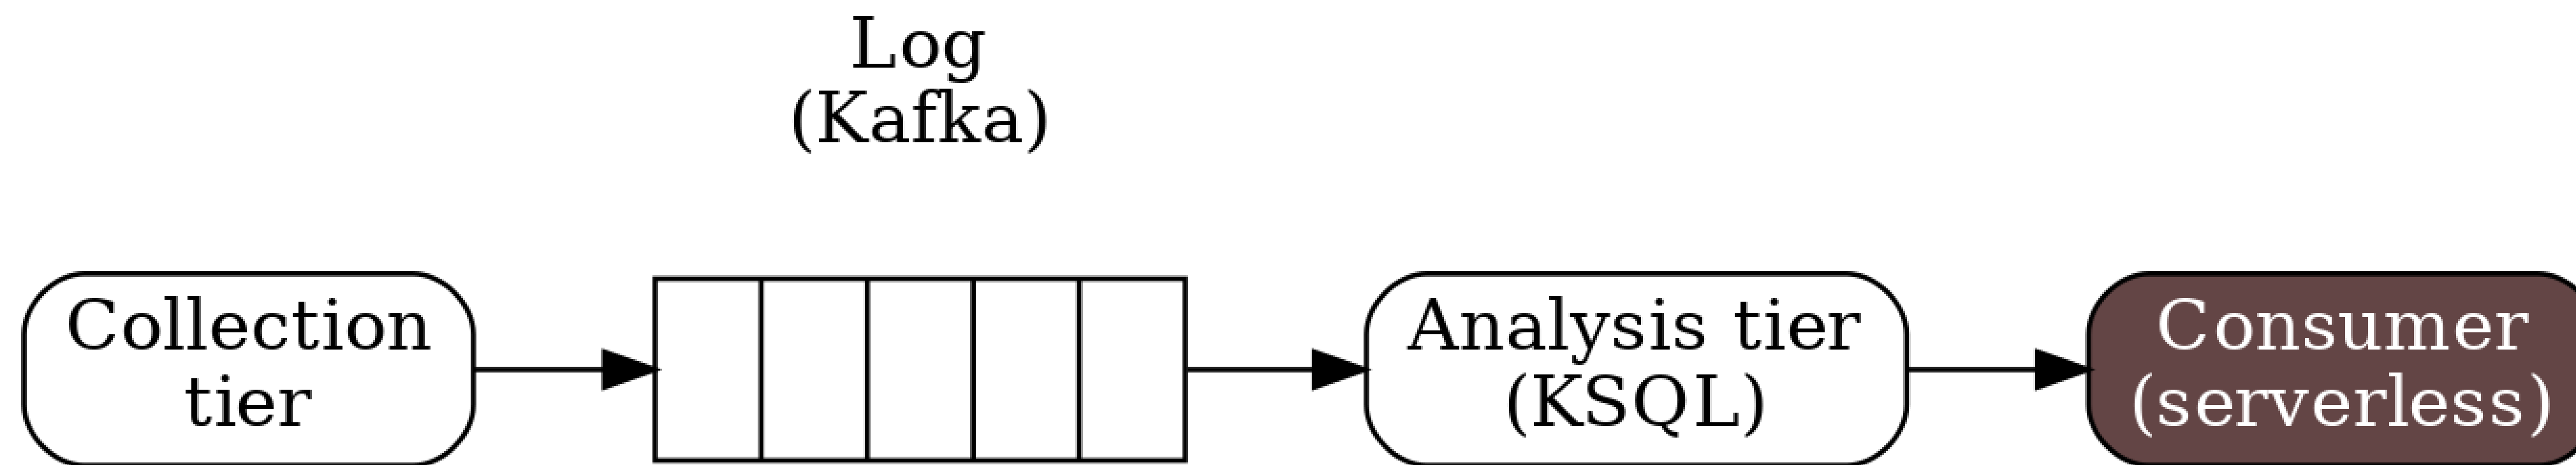 Log
(Kafka)
Collection
tier
Analysis tier
(KSQL)
Consumer
(serverless)